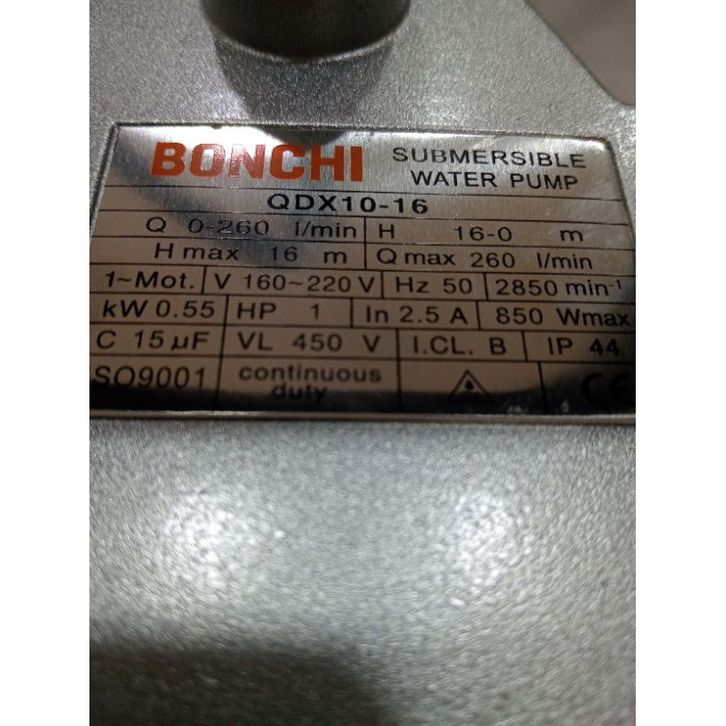 BONCHI SUBMERSIBLE WATER PUMP
QDX10-16
Q 0-260 l/min H 16-0 m
H max 16 m Q max 260 l/min
1~Mot. V 160~220 V Hz 50 2850 min⁻¹
kW 0.55 HP 1 In 2.5 A 850 Wmax
C 15 µF VL 450 V I.CL. B IP 44
SO9001 continuous duty CE